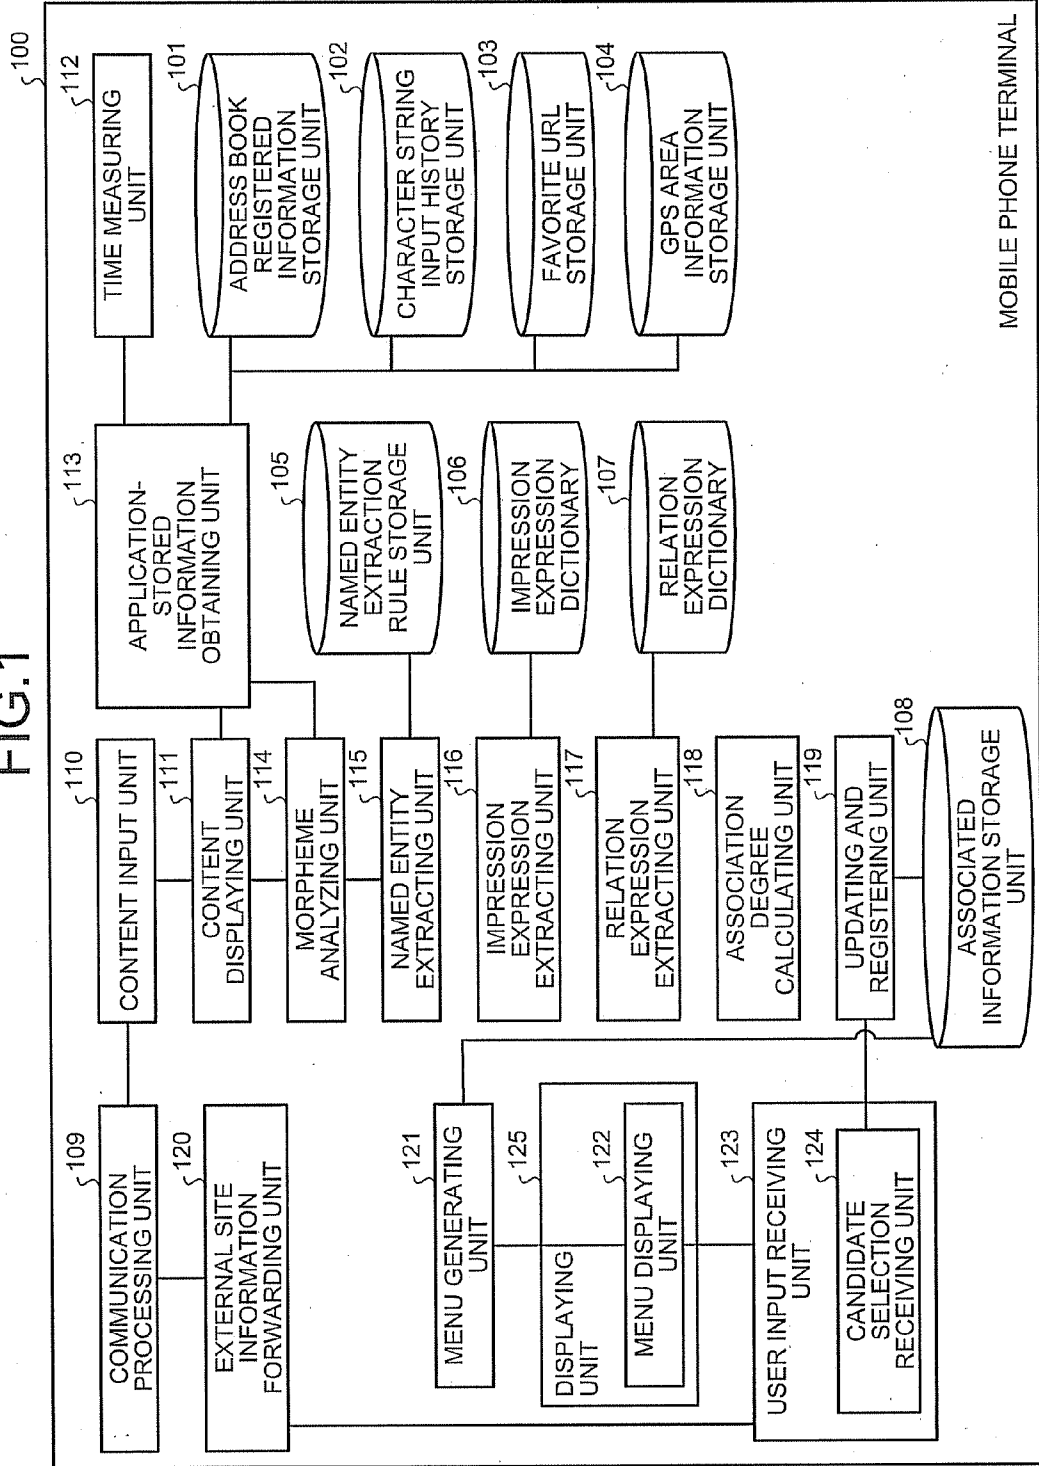 FIG.1
100
109
COMMUNICATION
PROCESSING UNIT
120
EXTERNAL SITE
INFORMATION
FORWARDING UNIT
121
MENU GENERATING
UNIT
125
DISPLAYING
UNIT
122
MENU DISPLAYING
UNIT
123
USER INPUT RECEIVING
UNIT
124
CANDIDATE
SELECTION
RECEIVING UNIT
110
CONTENT INPUT UNIT
111
CONTENT
DISPLAYING UNIT
114
MORPHEME
ANALYZING UNIT
115
NAMED ENTITY
EXTRACTING UNIT
116
IMPRESSION
EXPRESSION
EXTRACTING UNIT
117
RELATION
EXPRESSION
EXTRACTING UNIT
118
ASSOCIATION
DEGREE
CALCULATING UNIT
119
UPDATING AND
REGISTERING UNIT
108
ASSOCIATED
INFORMATION STORAGE
UNIT
113
APPLICATION-
STORED
INFORMATION
OBTAINING UNIT
105
NAMED ENTITY
EXTRACTION
RULE STORAGE
UNIT
106
IMPRESSION
EXPRESSION
DICTIONARY
107
RELATION
EXPRESSION
DICTIONARY
112
TIME MEASURING
UNIT
101
ADDRESS BOOK
REGISTERED
INFORMATION
STORAGE UNIT
102
CHARACTER STRING
INPUT HISTORY
STORAGE UNIT
103
FAVORITE URL
STORAGE UNIT
104
GPS AREA
INFORMATION
STORAGE UNIT
MOBILE PHONE TERMINAL